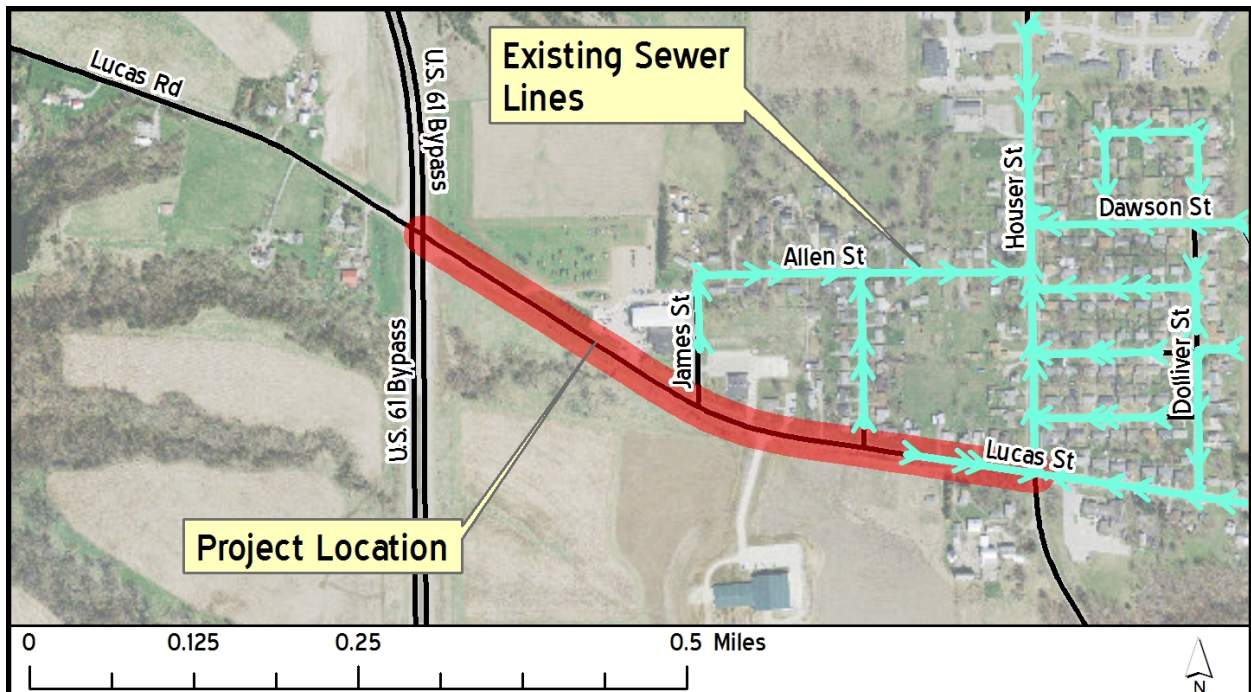 Lucas Rd
U.S. 61 Bypass
Existing Sewer
Lines
Houser St
Dawson St
Allen St
James St
Dolliver St
U.S. 61 Bypass
Lucas St
Project Location
0
0.125
0.25
0.5 Miles
N